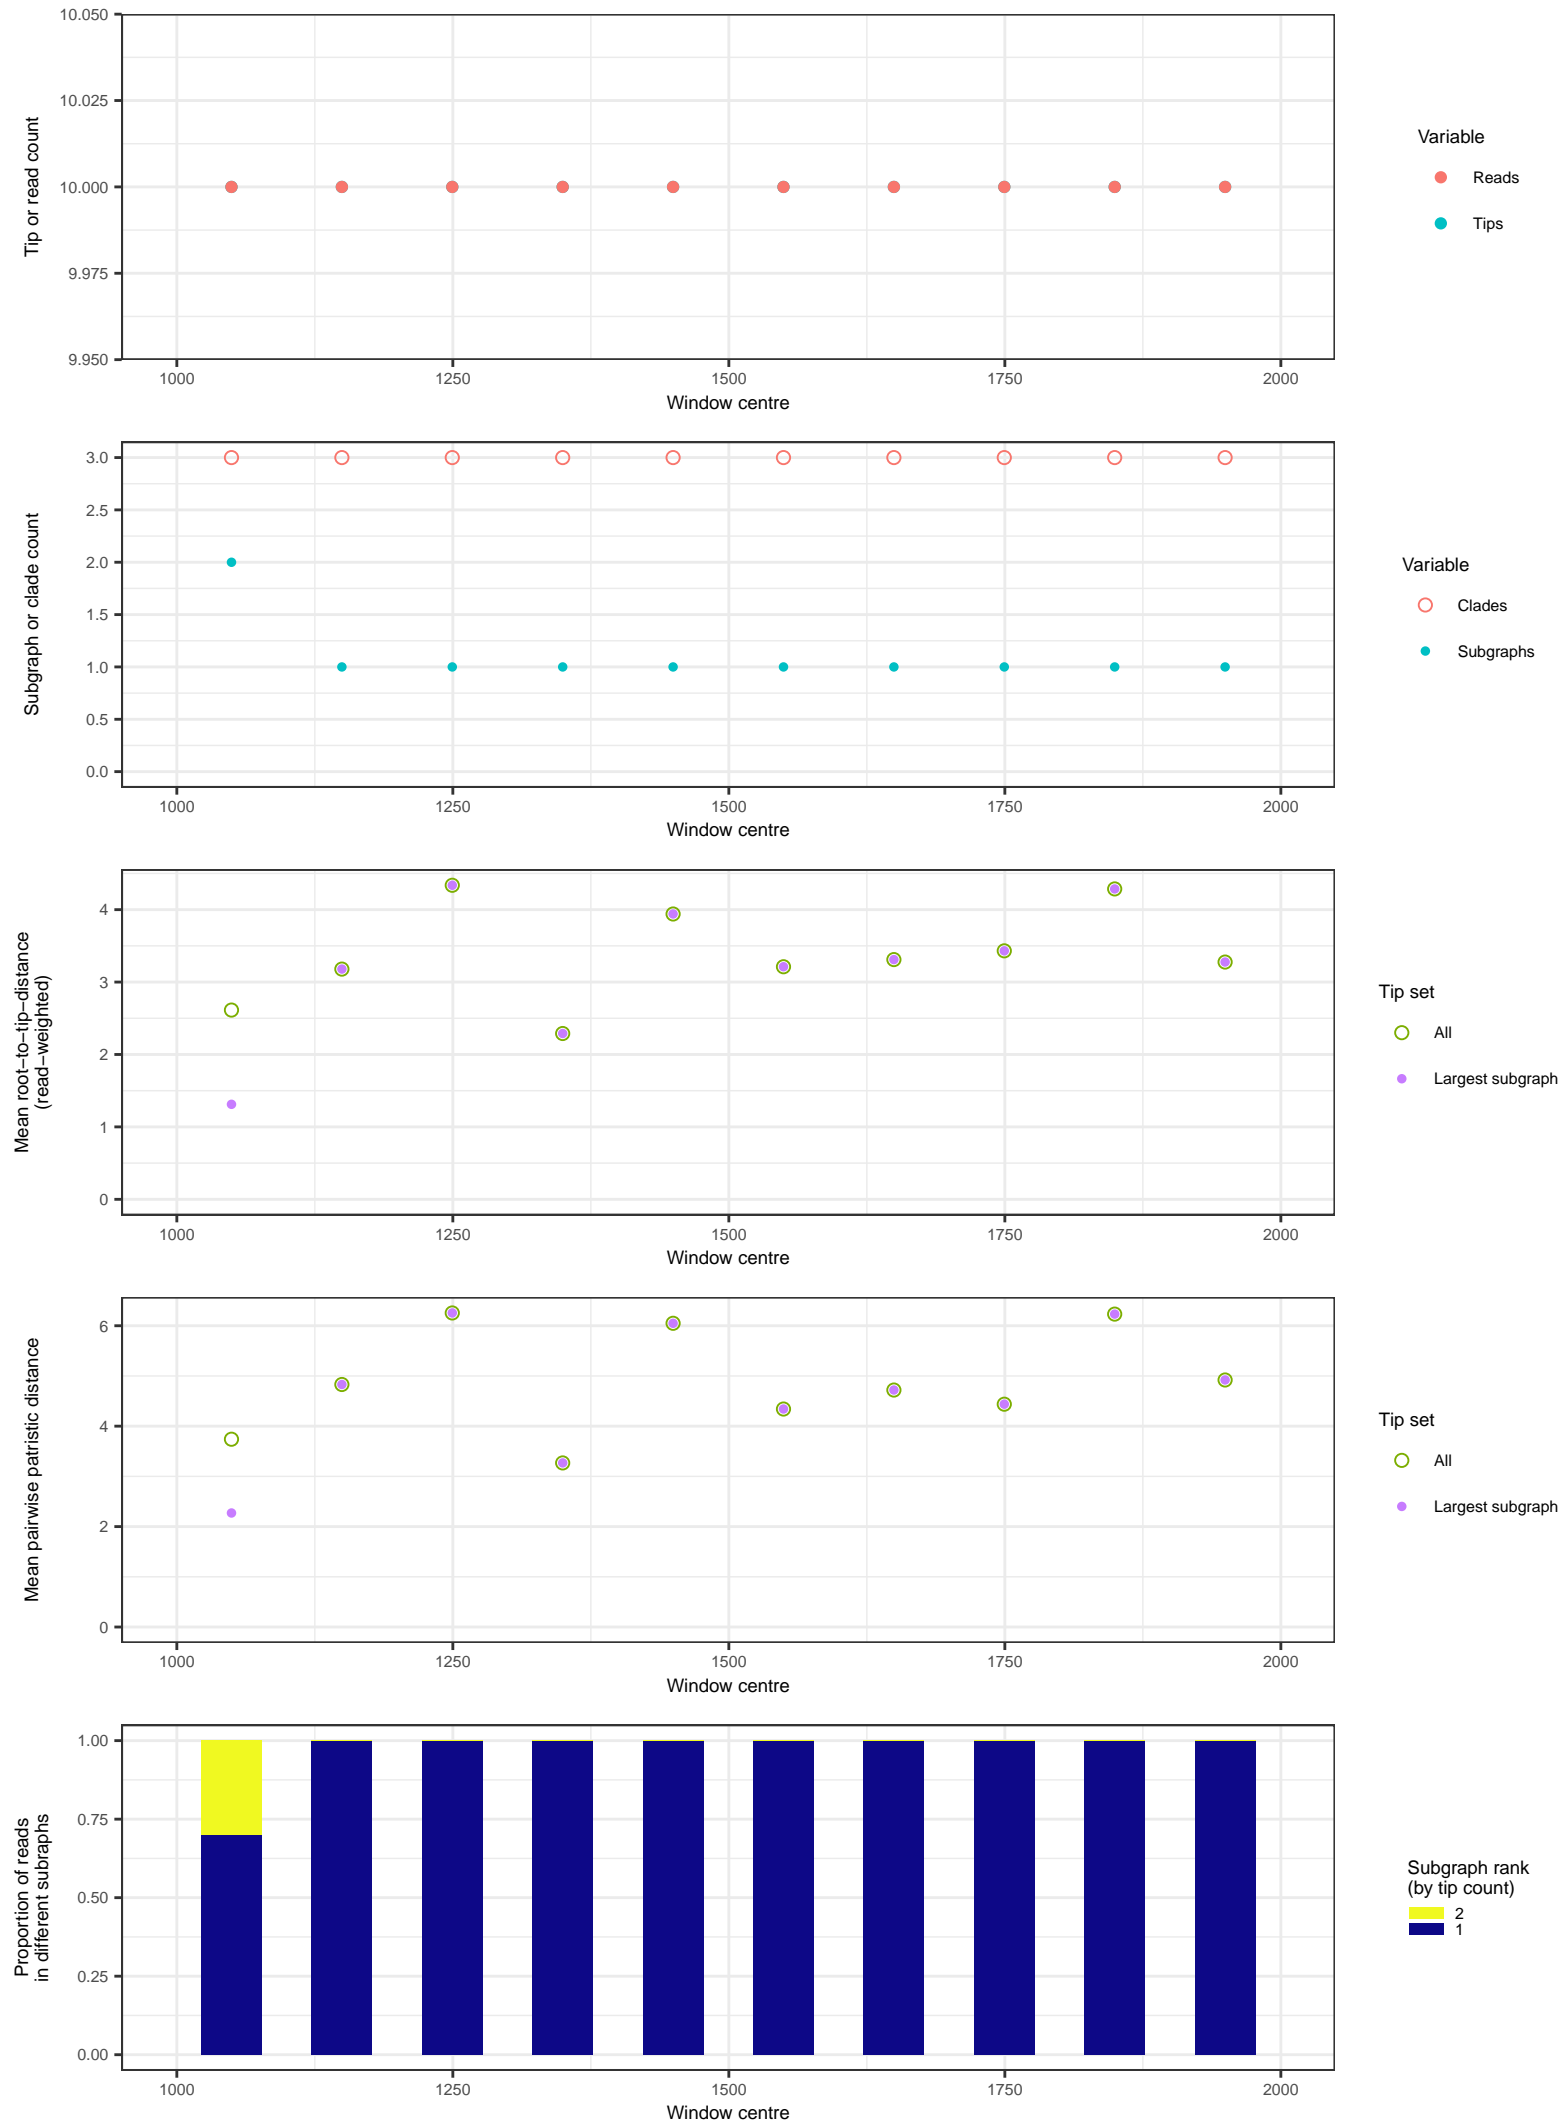 10.050
10.025
10.000
9.975
9.950
Tip or read count
1000 1250 1500 1750 2000
Window centre
Variable
Reads
Tips
3.0
2.5
2.0
1.5
1.0
0.5
0.0
Subgraph or clade count
1000 1250 1500 1750 2000
Window centre
Variable
Clades
Subgraphs
4
3
2
1
0
Mean root−to−tip−distance
(read−weighted)
1000 1250 1500 1750 2000
Window centre
Tip set
All
Largest subgraph
6
4
2
0
Mean pairwise patristic distance
1000 1250 1500 1750 2000
Window centre
Tip set
All
Largest subgraph
1.00
0.75
0.50
0.25
0.00
Proportion of reads
in different subraphs
1000 1250 1500 1750 2000
Window centre
Subgraph rank
(by tip count)
2
1